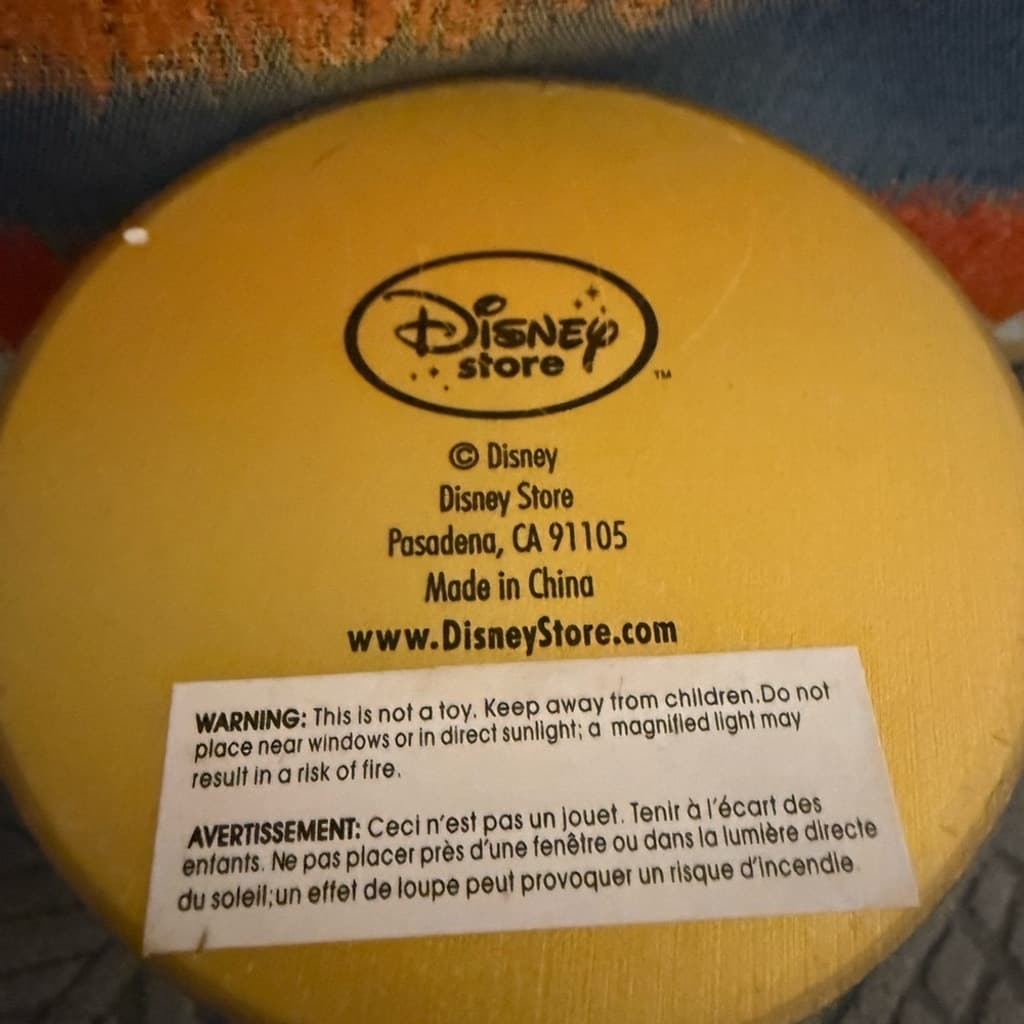 Disney
store
™
© Disney
Disney Store
Pasadena, CA 91105
Made in China
www.DisneyStore.com
WARNING: This is not a toy. Keep away from children.Do not
place near windows or in direct sunlight; a magnified light may
result in a risk of fire.
AVERTISSEMENT: Ceci n'est pas un jouet. Tenir à l'écart des
enfants. Ne pas placer près d'une fenêtre ou dans la lumière directe
du soleil;un effet de loupe peut provoquer un risque d'incendie